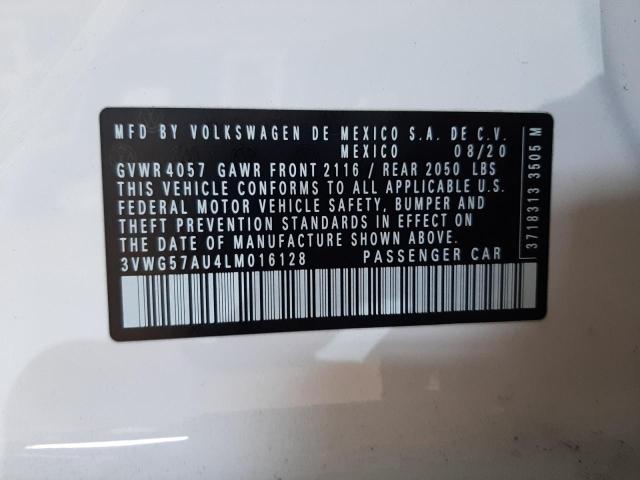 MFD BY VOLKSWAGEN DE MEXICO S.A. DE C.V.
MEXICO 08/20
GVWR 4057 GAWR FRONT 2116 / REAR 2050 LBS
THIS VEHICLE CONFORMS TO ALL APPLICABLE U.S.
FEDERAL MOTOR VEHICLE SAFETY, BUMPER AND
THEFT PREVENTION STANDARDS IN EFFECT ON
THE DATE OF MANUFACTURE SHOWN ABOVE.
3VWG57AU4LM016128 PASSENGER CAR
3718313 3505 M